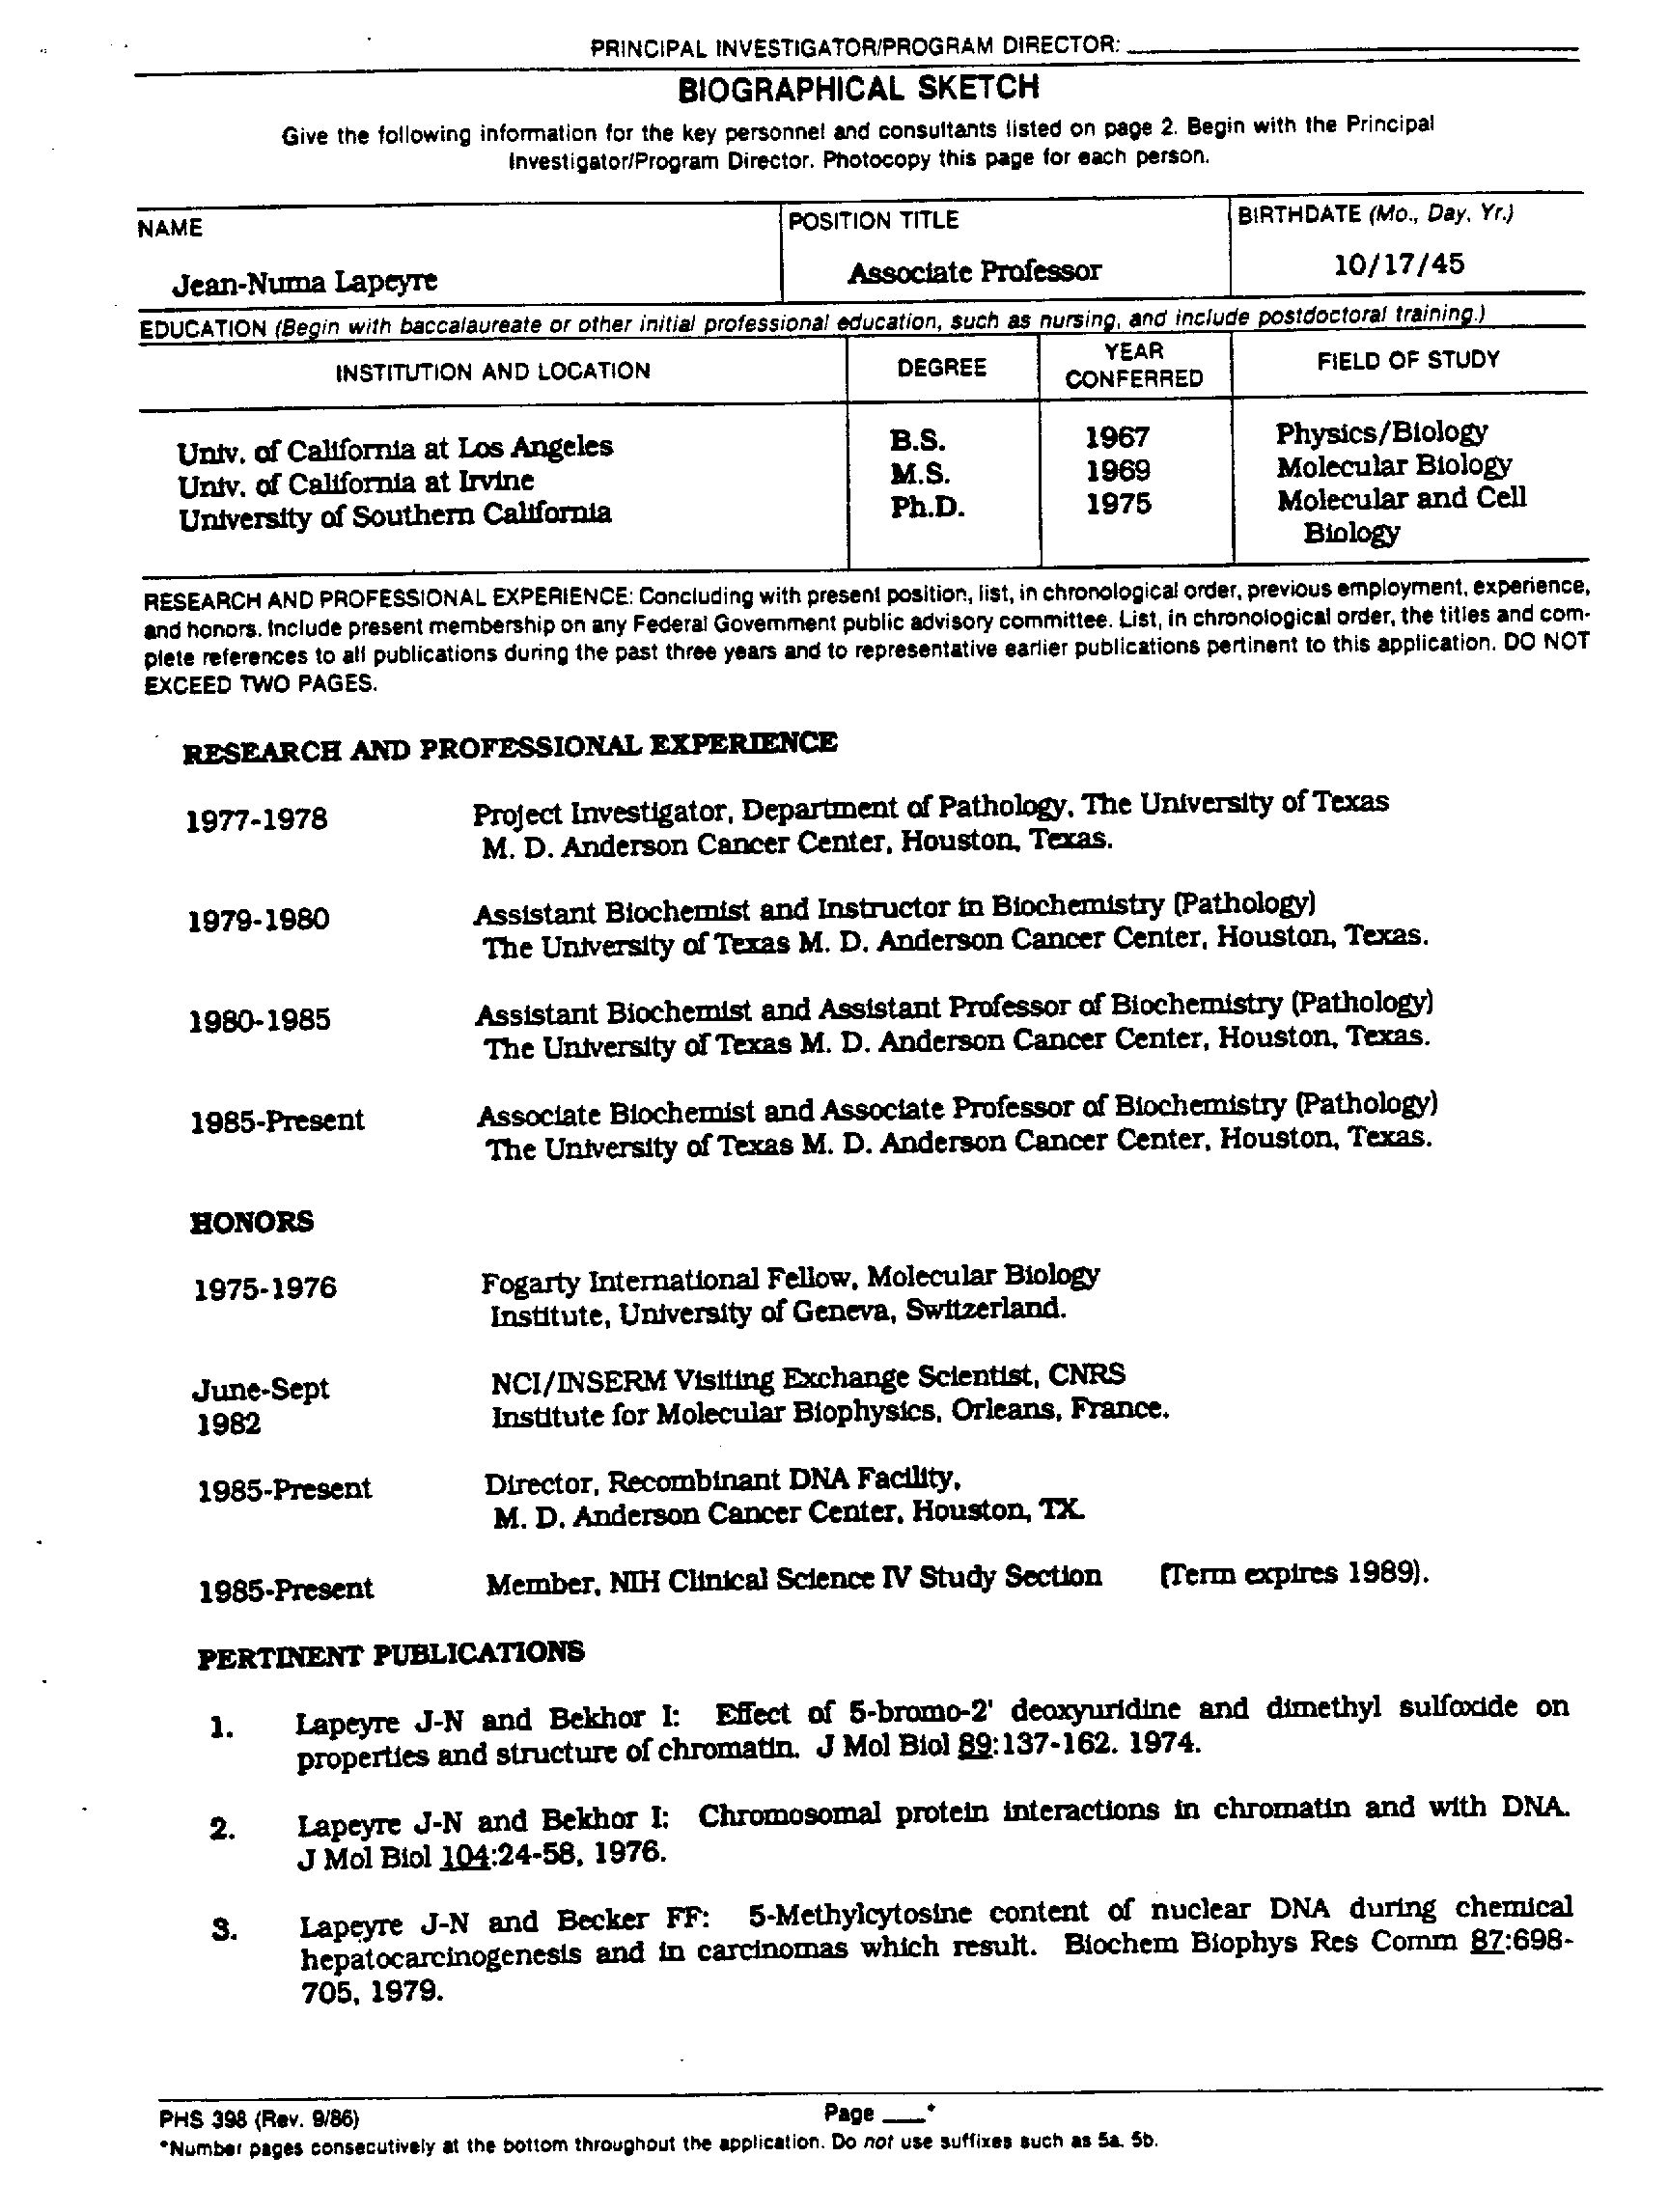 PRINCIPAL INVESTIGATOR/PROGRAM DIRECTOR:
BIOGRAPHICAL SKETCH
Give the following information for the key personnel and consultants listed on page 2. Begin with the Principal
Investigator/Program Director. Photocopy this page for each person.
NAME
POSITION TITLE
BIRTHDATE (Mo., Day, Yr.)
Jean-Numa Lapeyre
Associate Professor
10/17/45
EDUCATION (Begin with baccalaureate or other initial professional education, such as nursing, and include postdoctoral training.)
INSTITUTION AND LOCATION
DEGREE
YEAR
CONFERRED
FIELD OF STUDY
Univ. of California at Los Angeles B.S. 1967 Physics/Biology
Univ. of California at Irvine M.S. 1969 Molecular Biology
University of Southern California Ph.D. 1975 Molecular and Cell
Biology
RESEARCH AND PROFESSIONAL EXPERIENCE: Concluding with present position, list, in chronological order, previous employment, experience,
and honors. Include present membership on any Federal Government public advisory committee. List, in chronological order, the titles and com-
plete references to all publications during the past three years and to representative earlier publications pertinent to this application. DO NOT
EXCEED TWO PAGES.
RESEARCH AND PROFESSIONAL EXPERIENCE
1977-1978 Project Investigator, Department of Pathology, The University of Texas
M. D. Anderson Cancer Center, Houston, Texas.
1979-1980 Assistant Biochemist and Instructor in Biochemistry (Pathology)
The University of Texas M. D. Anderson Cancer Center, Houston, Texas.
1980-1985 Assistant Biochemist and Assistant Professor of Biochemistry (Pathology)
The University of Texas M. D. Anderson Cancer Center, Houston, Texas.
1985-Present Associate Biochemist and Associate Professor of Biochemistry (Pathology)
The University of Texas M. D. Anderson Cancer Center, Houston, Texas.
HONORS
1975-1976 Fogarty International Fellow, Molecular Biology
Institute, University of Geneva, Switzerland.
June-Sept NCI/INSERM Visiting Exchange Scientist, CNRS
1982 Institute for Molecular Biophysics, Orleans, France.
1985-Present Director, Recombinant DNA Facility,
M. D. Anderson Cancer Center, Houston, TX.
1985-Present Member, NIH Clinical Science IV Study Section (Term expires 1989).
PERTINENT PUBLICATIONS
1. Lapeyre J-N and Bekhor I: Effect of 5-bromo-2' deoxyuridine and dimethyl sulfoxide on
properties and structure of chromatin. J Mol Biol 89:137-162. 1974.
2. Lapeyre J-N and Bekhor I: Chromosomal protein interactions in chromatin and with DNA.
J Mol Biol 104:24-58, 1976.
3. Lapeyre J-N and Becker FF: 5-Methylcytosine content of nuclear DNA during chemical
hepatocarcinogenesis and in carcinomas which result. Biochem Biophys Res Comm 87:698-
705, 1979.
PHS 398 (Rev. 9/86) Page ___*
*Number pages consecutively at the bottom throughout the application. Do not use suffixes such as 5a, 5b.